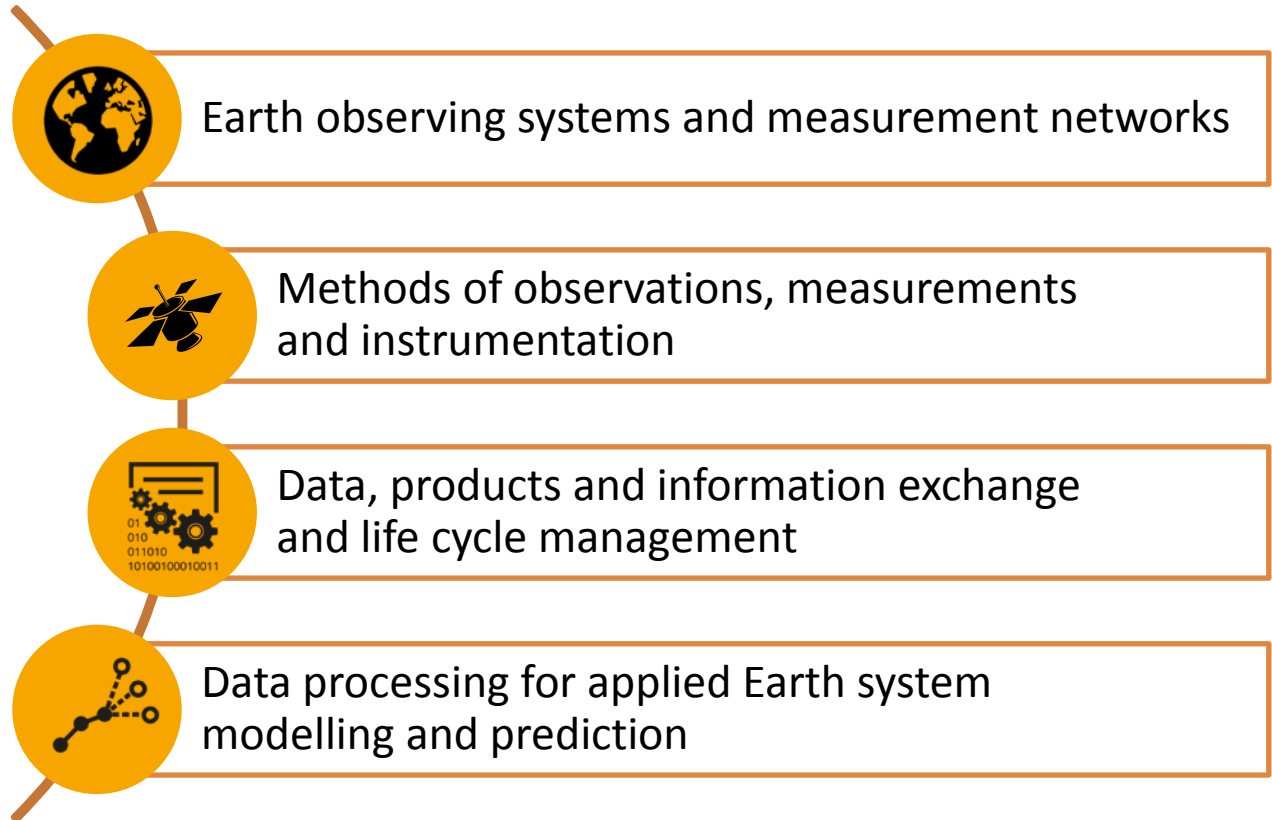 Earth observing systems and measurement networks
Methods of observations, measurements
and instrumentation
Data, products and information exchange
and life cycle management
01
010
011010
10100100010011
Data processing for applied Earth system
modelling and prediction